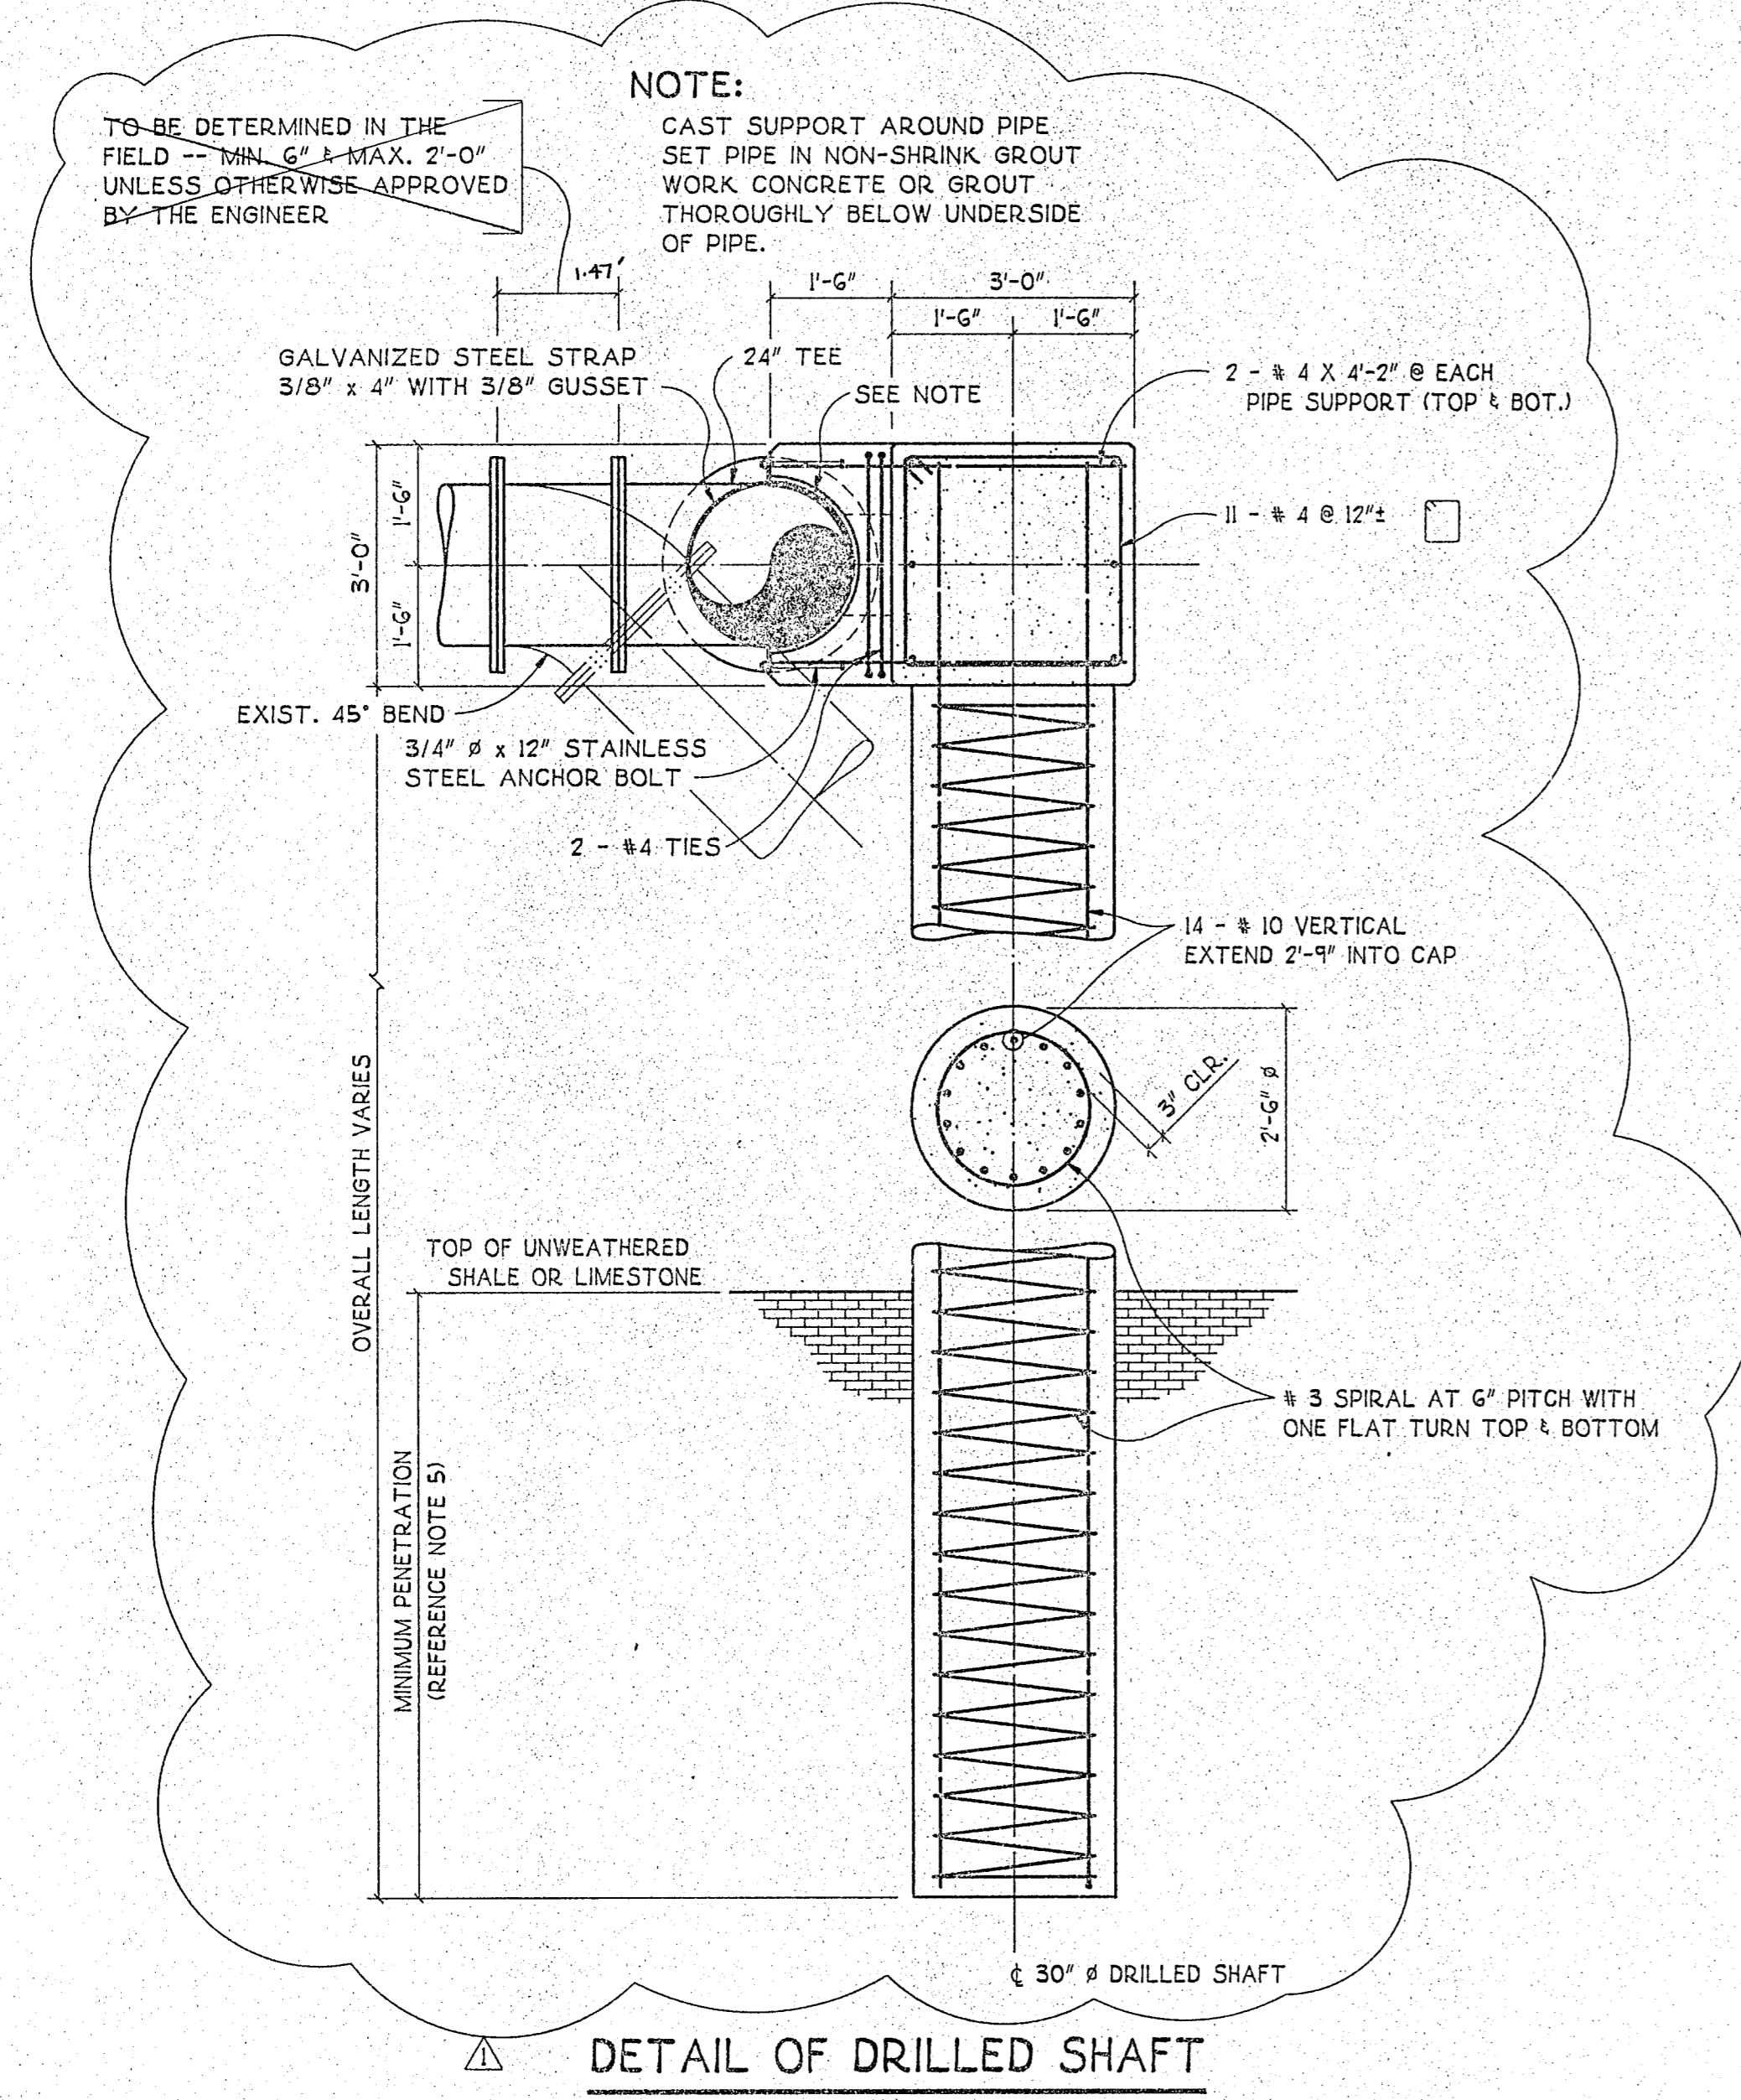 NOTE:
TO BE DETERMINED IN THE
FIELD -- MIN. 6" & MAX. 2'-0"
UNLESS OTHERWISE APPROVED
BY THE ENGINEER
CAST SUPPORT AROUND PIPE
SET PIPE IN NON-SHRINK GROUT
WORK CONCRETE OR GROUT
THOROUGHLY BELOW UNDERSIDE
OF PIPE.
1.47'
1'-6"
3'-0"
1'-6"
1'-6"
GALVANIZED STEEL STRAP
3/8" x 4" WITH 3/8" GUSSET
24" TEE
SEE NOTE
2 - # 4 X 4'-2" @ EACH
PIPE SUPPORT (TOP & BOT.)
11 - # 4 @ 12"±
3'-0"
1'-6"
1'-6"
EXIST. 45° BEND
3/4" Ø x 12" STAINLESS
STEEL ANCHOR BOLT
2 - #4 TIES
14 - # 10 VERTICAL
EXTEND 2'-9" INTO CAP
3" CLR.
2'-6" Ø
OVERALL LENGTH VARIES
TOP OF UNWEATHERED
SHALE OR LIMESTONE
# 3 SPIRAL AT 6" PITCH WITH
ONE FLAT TURN TOP & BOTTOM
MINIMUM PENETRATION
(REFERENCE NOTE 5)
℄ 30" Ø DRILLED SHAFT
1
DETAIL OF DRILLED SHAFT